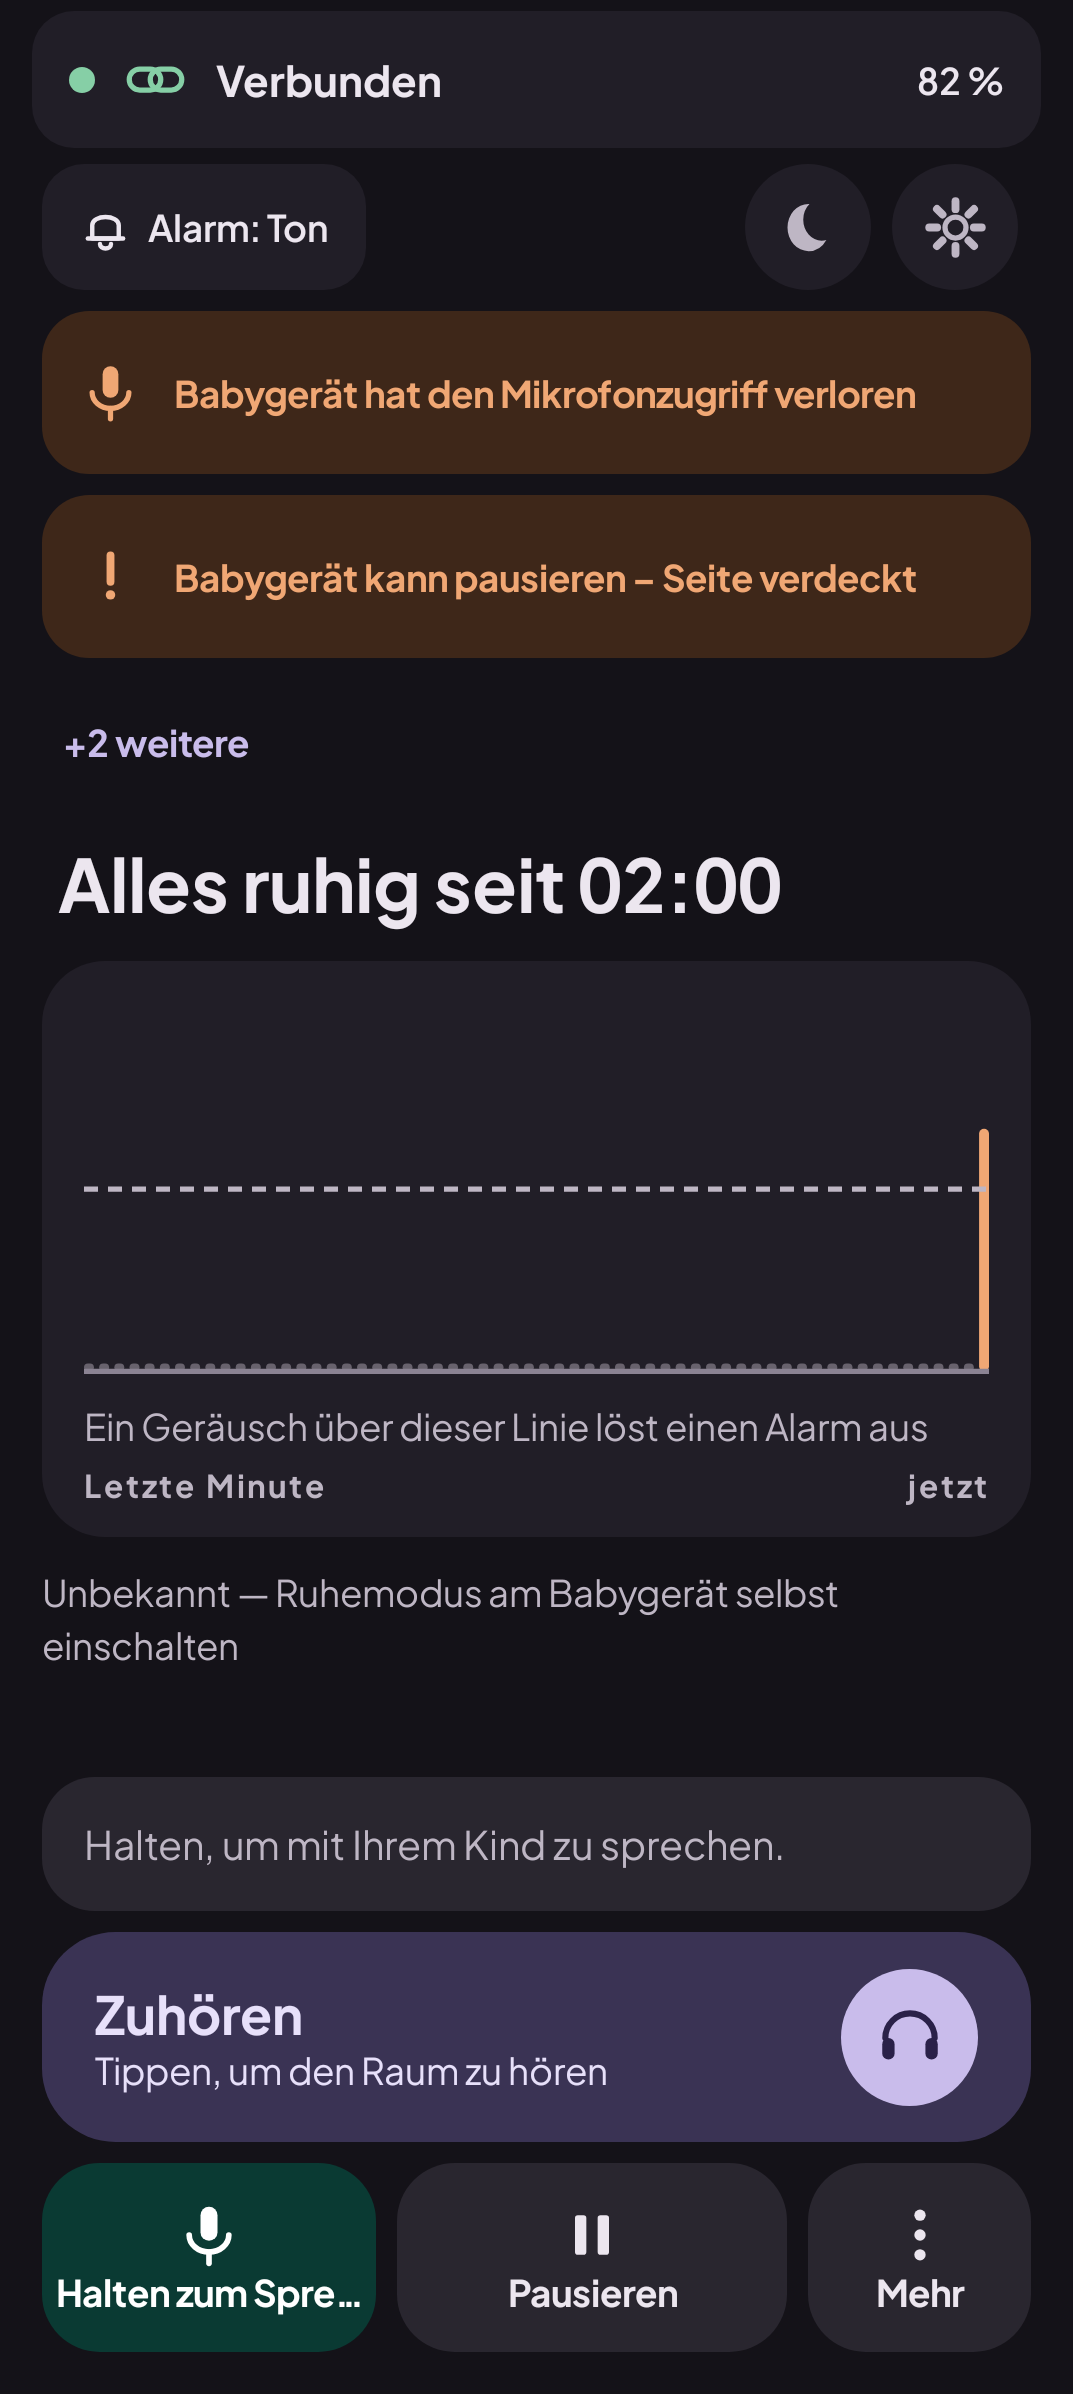 Verbunden
82 %
Alarm: Ton
Babygerät hat den Mikrofonzugriff verloren
Babygerät kann pausieren – Seite verdeckt
+2 weitere
Alles ruhig seit 02:00
Ein Geräusch über dieser Linie löst einen Alarm aus
Letzte Minute
jetzt
Unbekannt — Ruhemodus am Babygerät selbst
einschalten
Halten, um mit Ihrem Kind zu sprechen.
Zuhören
Tippen, um den Raum zu hören
Halten zum Spre...
Pausieren
Mehr